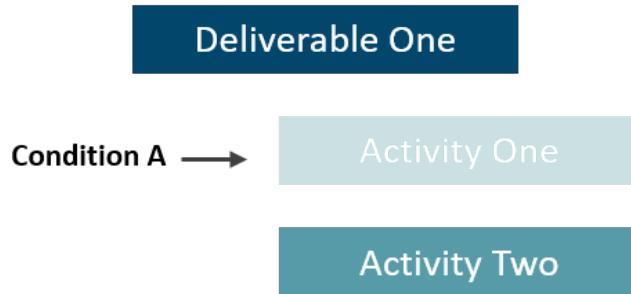 Deliverable One
Condition A
Activity One
Activity Two